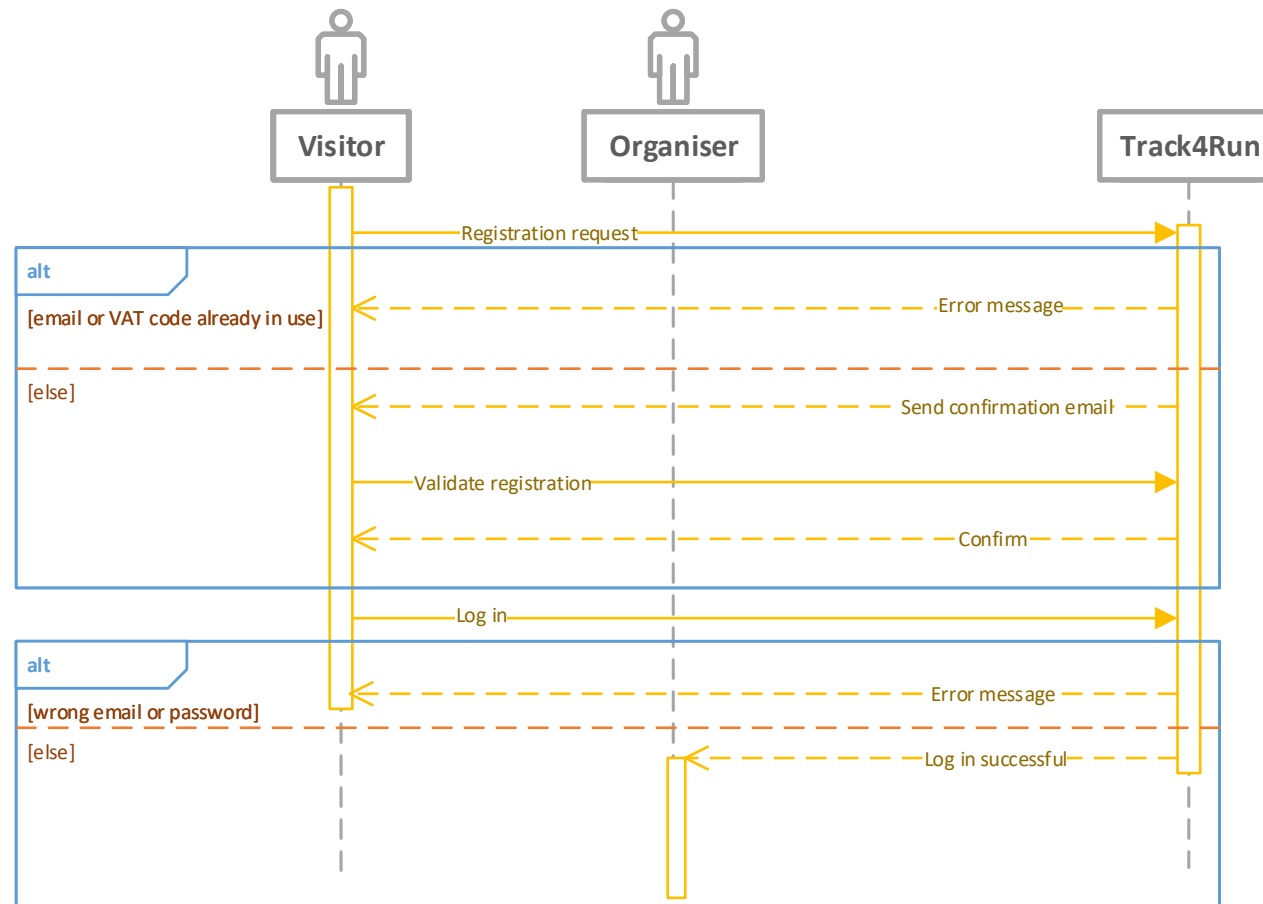 Visitor
Organiser
Track4Run
Registration request
alt
Error message
[email or VAT code already in use]
[else]
Send confirmation email
Validate registration
Confirm
Log in
alt
Error message
[wrong email or password]
[else]
Log in successful